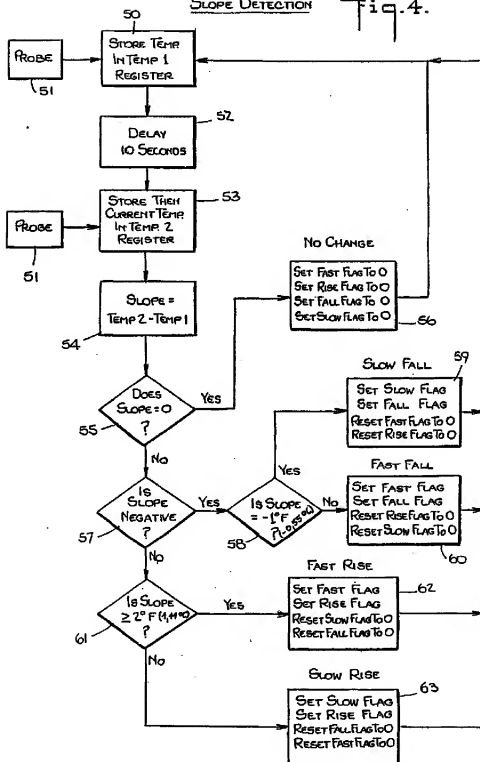 SLOPE DETECTION
Fig.4.
50
STORE TEMP.
IN TEMP 1
REGISTER
PROBE
51
52
DELAY
10 SECONDS
STORE THEN
CURRENT TEMP.
IN TEMP. 2
REGISTER
53
PROBE
51
SLOPE =
TEMP 2 - TEMP 1
54
NO CHANGE
SET FAST FLAG TO 0
SET RISE FLAG TO 0
SET FALL FLAG TO 0
SET SLOW FLAG TO 0
56
DOES
SLOPE = 0
?
55
YES
NO
SLOW FALL
59
SET SLOW FLAG
SET FALL FLAG
RESET FAST FLAG TO 0
RESET RISE FLAG TO 0
IS
SLOPE
NEGATIVE
?
57
YES
NO
IS SLOPE
= -1°F
?(-0,55°C)
58
YES
NO
FAST FALL
SET FAST FLAG
SET FALL FLAG
RESET RISE FLAG TO 0
RESET SLOW FLAG TO 0
60
IS SLOPE
≥ 2°F (1,11°C)
?
61
YES
NO
FAST RISE
62
SET FAST FLAG
SET RISE FLAG
RESET SLOW FLAG TO 0
RESET FALL FLAG TO 0
SLOW RISE
63
SET SLOW FLAG
SET RISE FLAG
RESET FALL FLAG TO 0
RESET FAST FLAG TO 0